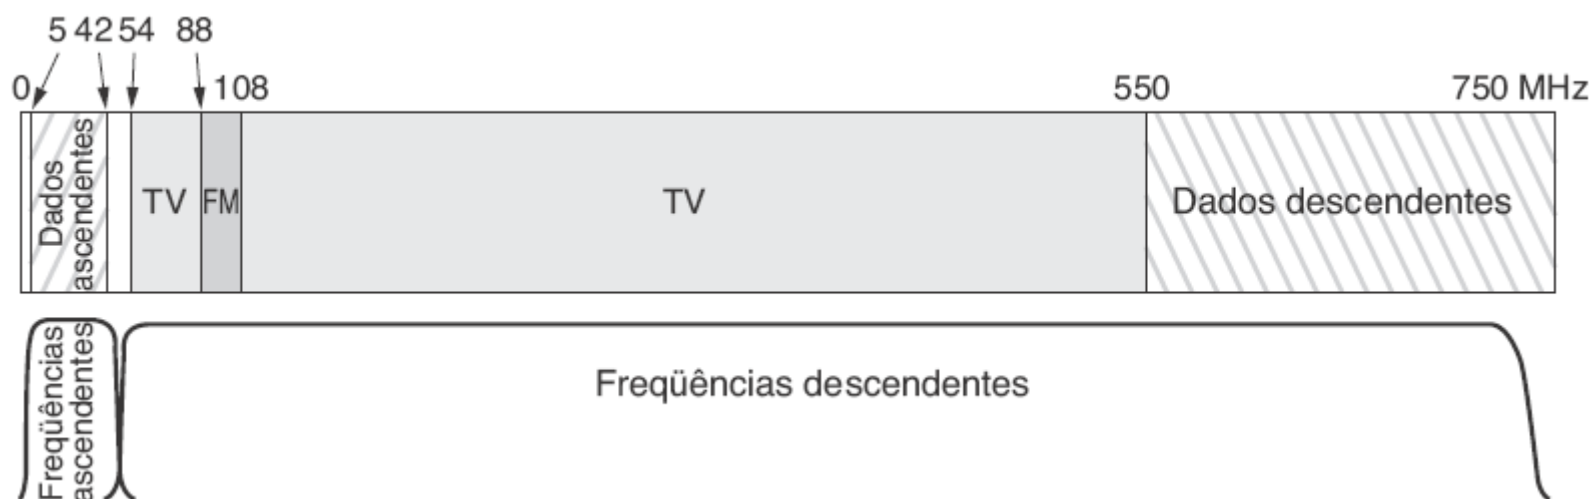 5 42 54 88
0 108 550 750 MHz
Dados
ascendentes
TV
FM
TV
Dados descendentes
Freqüências
ascendentes
Freqüências descendentes